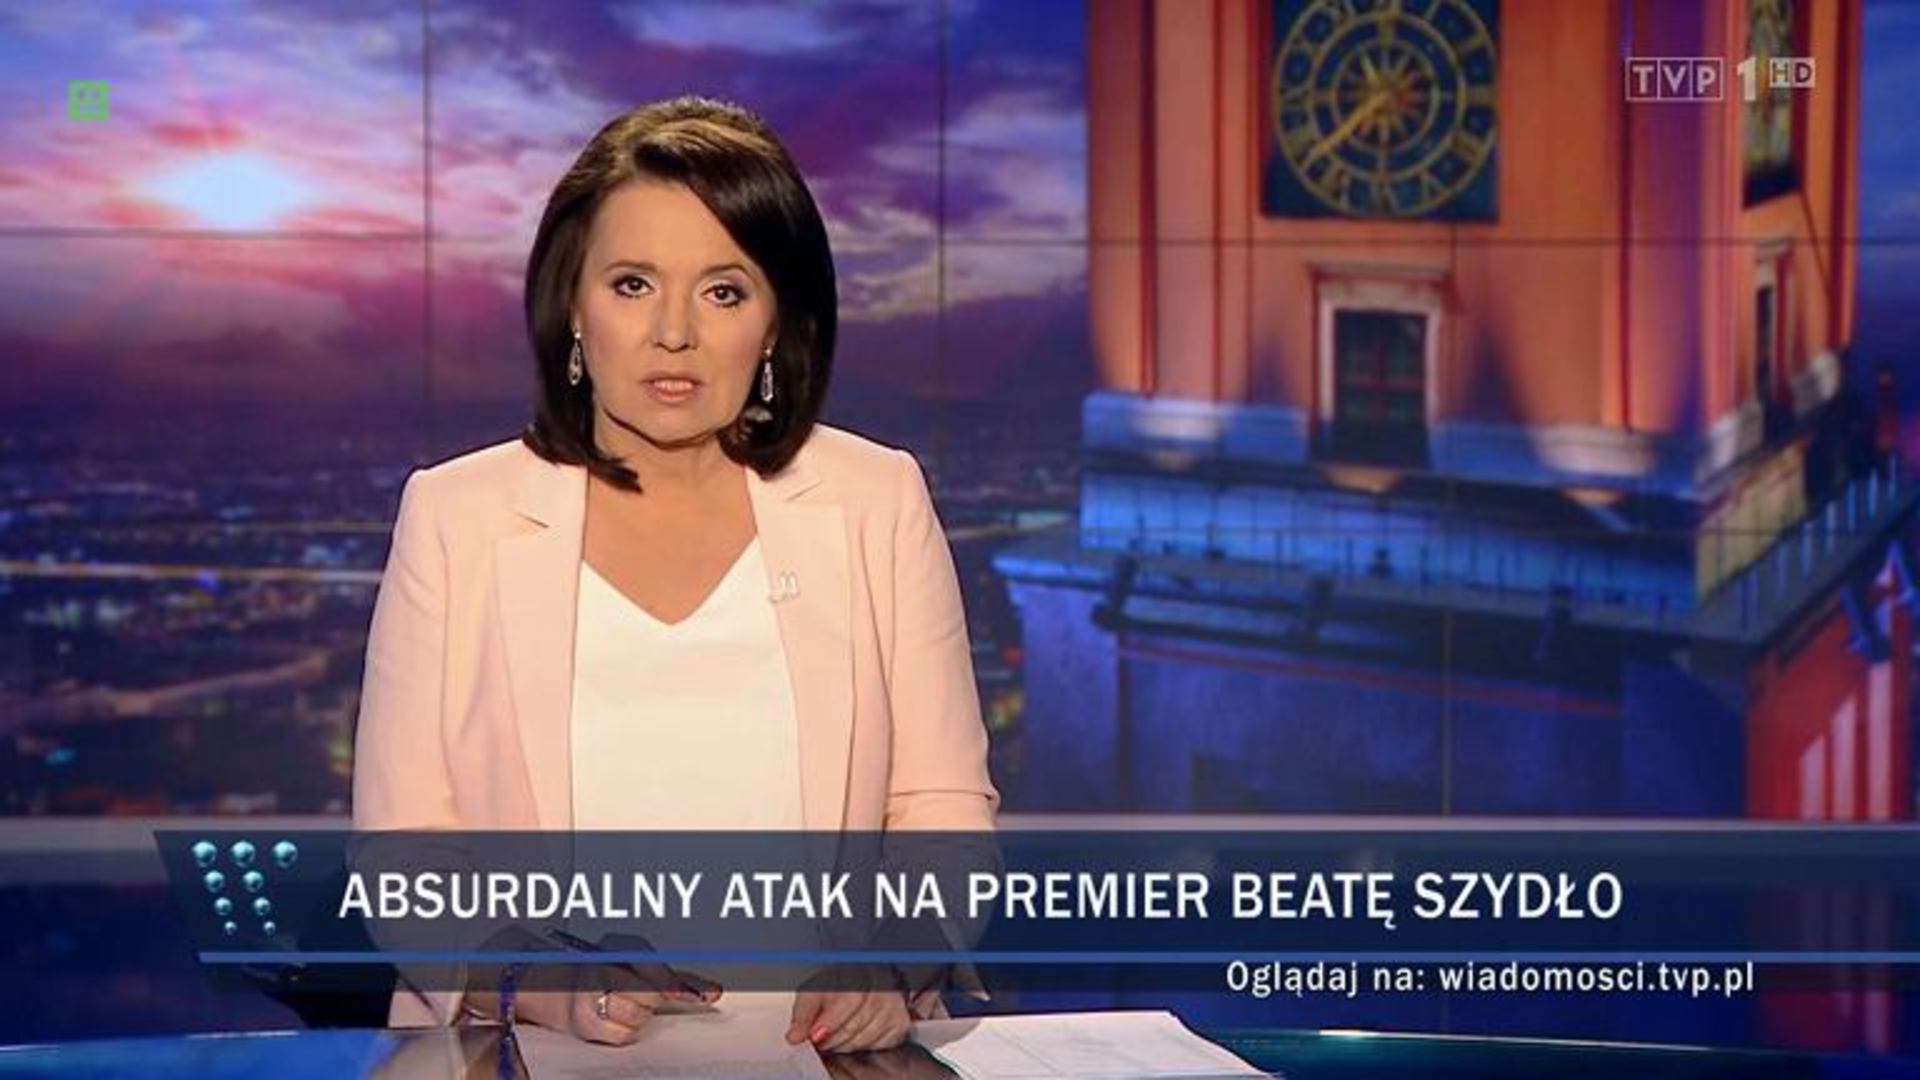 TVP 1 HD
ABSURDALNY ATAK NA PREMIER BEATĘ SZYDŁO
Oglądaj na: wiadomosci.tvp.pl